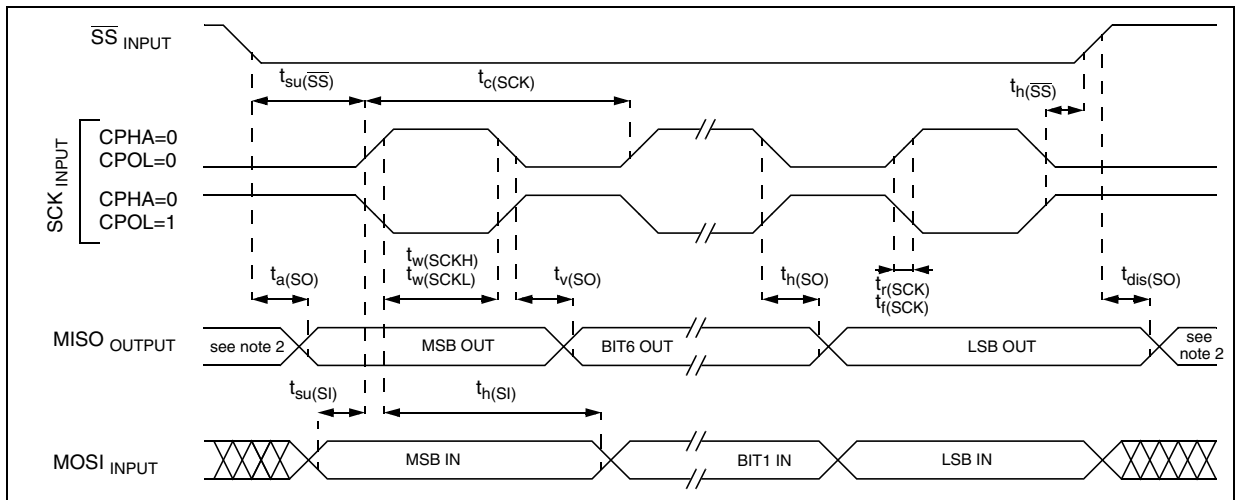 SS INPUT
tsu(SS)
tc(SCK)
th(SS)
SCK INPUT
CPHA=0
CPOL=0
CPHA=0
CPOL=1
ta(SO)
tw(SCKH)
tw(SCKL)
tv(SO)
th(SO)
tr(SCK)
tf(SCK)
tdis(SO)
MISO OUTPUT
see note 2
MSB OUT
BIT6 OUT
LSB OUT
see
note 2
tsu(SI)
th(SI)
MOSI INPUT
MSB IN
BIT1 IN
LSB IN